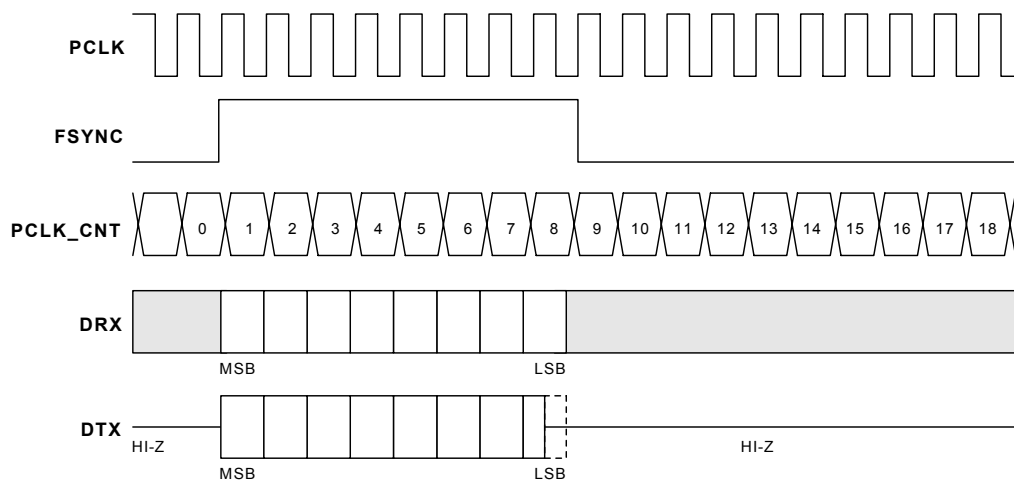 PCLK
FSYNC
PCLK_CNT 0 1 2 3 4 5 6 7 8 9 10 11 12 13 14 15 16 17 18
DRX
MSB LSB
DTX
HI-Z HI-Z
MSB LSB